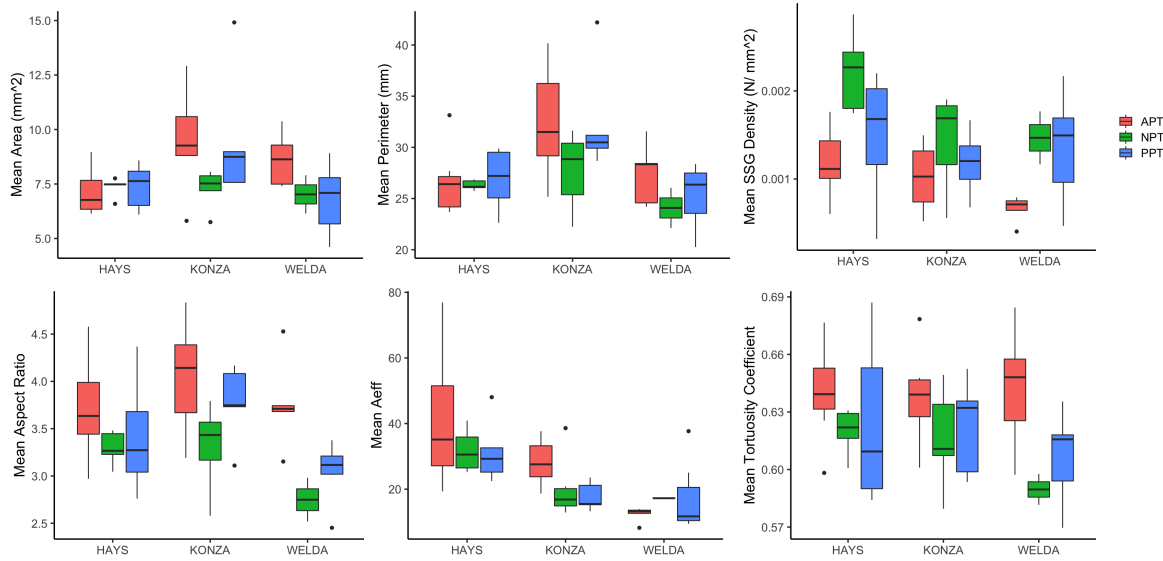 Mean Area (mm^2)
15.0
12.5
10.0
7.5
5.0
HAYS KONZA WELDA
Mean Perimeter (mm)
40
35
30
25
20
HAYS KONZA WELDA
Mean SSG Density (N/ mm^2)
0.002
0.001
HAYS KONZA WELDA
APT
NPT
PPT
Mean Aspect Ratio
4.5
4.0
3.5
3.0
2.5
HAYS KONZA WELDA
Mean Aeff
80
60
40
20
HAYS KONZA WELDA
Mean Tortuosity Coefficient
0.69
0.66
0.63
0.60
0.57
HAYS KONZA WELDA